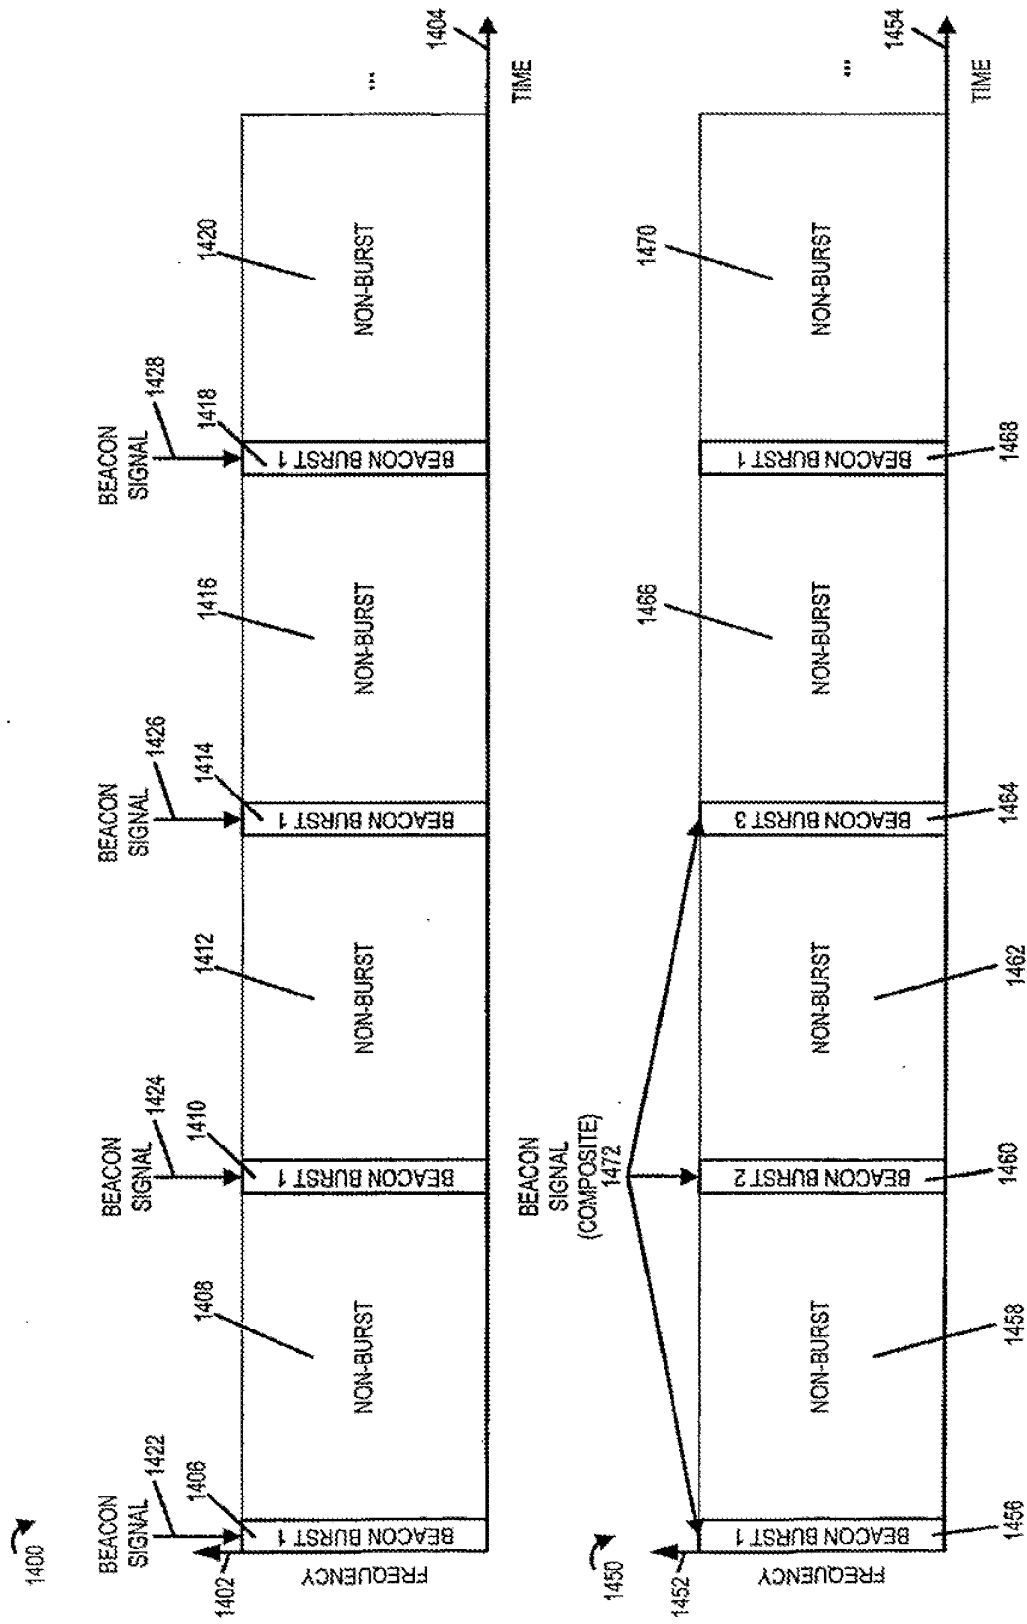 1400
BEACON
SIGNAL
1422
1406
BEACON
SIGNAL
1424
1410
BEACON
SIGNAL
1426
1414
BEACON
SIGNAL
1428
1418
1408
1412
1416
1420
1402
FREQUENCY
BEACON BURST 1
NON-BURST
BEACON BURST 1
NON-BURST
BEACON BURST 1
NON-BURST
BEACON BURST 1
NON-BURST
...
1404
TIME
1450
BEACON
SIGNAL
(COMPOSITE)
1472
1466
1470
1452
FREQUENCY
BEACON BURST 1
NON-BURST
BEACON BURST 2
NON-BURST
BEACON BURST 3
NON-BURST
BEACON BURST 1
NON-BURST
...
1454
TIME
1456
1458
1460
1462
1464
1468